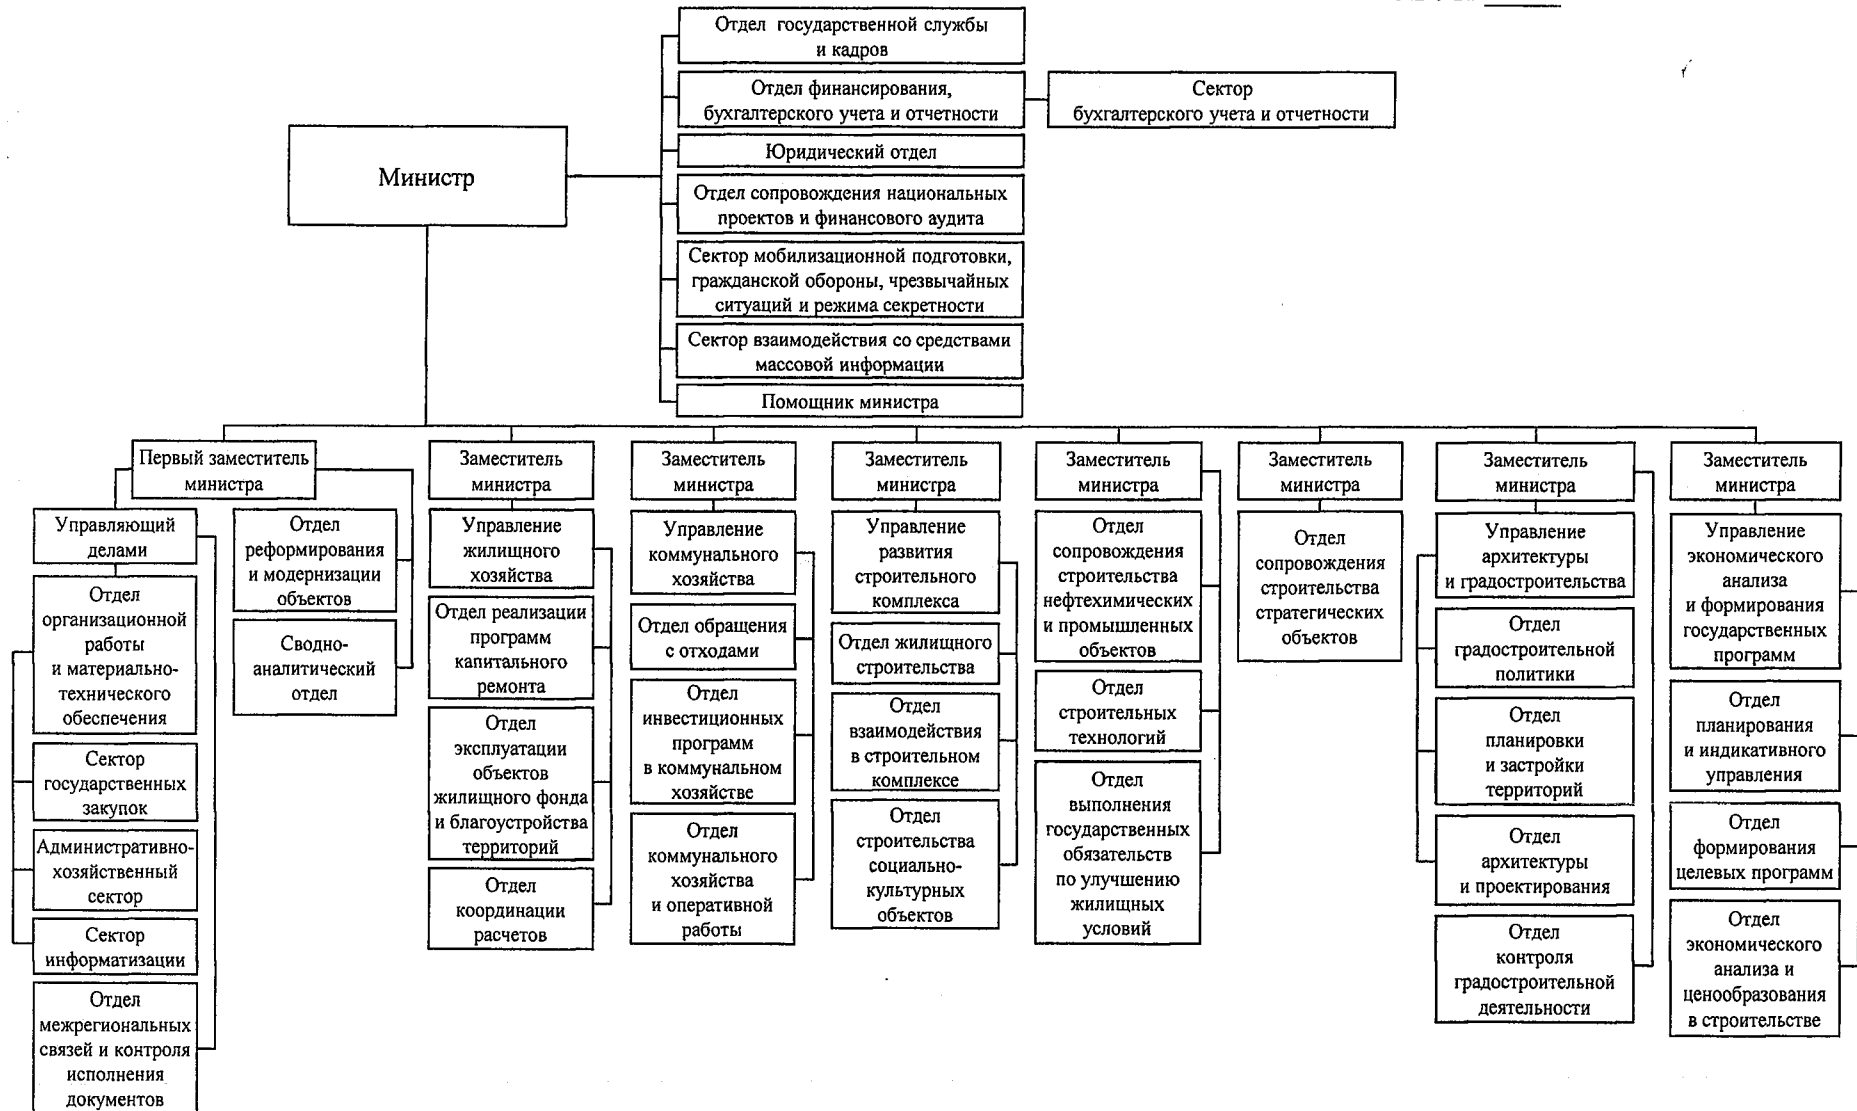 Отдел государственной службы
и кадров
Отдел финансирования,
бухгалтерского учета и отчетности
Сектор
бухгалтерского учета и отчетности
Министр
Юридический отдел
Отдел сопровождения национальных
проектов и финансового аудита
Сектор мобилизационной подготовки,
гражданской обороны, чрезвычайных
ситуаций и режима секретности
Сектор взаимодействия со средствами
массовой информации
Помощник министра
Первый заместитель
министра
Управляющий
делами
Отдел
организационной
работы
и материально-
технического
обеспечения
Сектор
государственных
закупок
Административно-
хозяйственный
сектор
Сектор
информатизации
Отдел
межрегиональных
связей и контроля
исполнения
документов
Отдел
реформирования
и модернизации
объектов
Сводно-
аналитический
отдел
Заместитель
министра
Управление
жилищного
хозяйства
Отдел реализации
программ
капитального
ремонта
Отдел
эксплуатации
объектов
жилищного фонда
и благоустройства
территорий
Отдел
координации
расчетов
Заместитель
министра
Управление
коммунального
хозяйства
Отдел обращения
с отходами
Отдел
инвестиционных
программ
в коммунальном
хозяйстве
Отдел
коммунального
хозяйства
и оперативной
работы
Заместитель
министра
Управление
развития
строительного
комплекса
Отдел жилищного
строительства
Отдел
взаимодействия
в строительном
комплексе
Отдел
строительства
социально-
культурных
объектов
Заместитель
министра
Отдел
сопровождения
строительства
нефтехимических
и промышленных
объектов
Отдел
строительных
технологий
Отдел
выполнения
государственных
обязательств
по улучшению
жилищных
условий
Заместитель
министра
Отдел
сопровождения
строительства
стратегических
объектов
Заместитель
министра
Управление
архитектуры
и градостроительства
Отдел
градостроительной
политики
Отдел
планировки
и застройки
территорий
Отдел
архитектуры
и проектирования
Отдел
контроля
градостроительной
деятельности
Заместитель
министра
Управление
экономического
анализа
и формирования
государственных
программ
Отдел
планирования
и индикативного
управления
Отдел
формирования
целевых программ
Отдел
экономического
анализа и
ценообразования
в строительстве